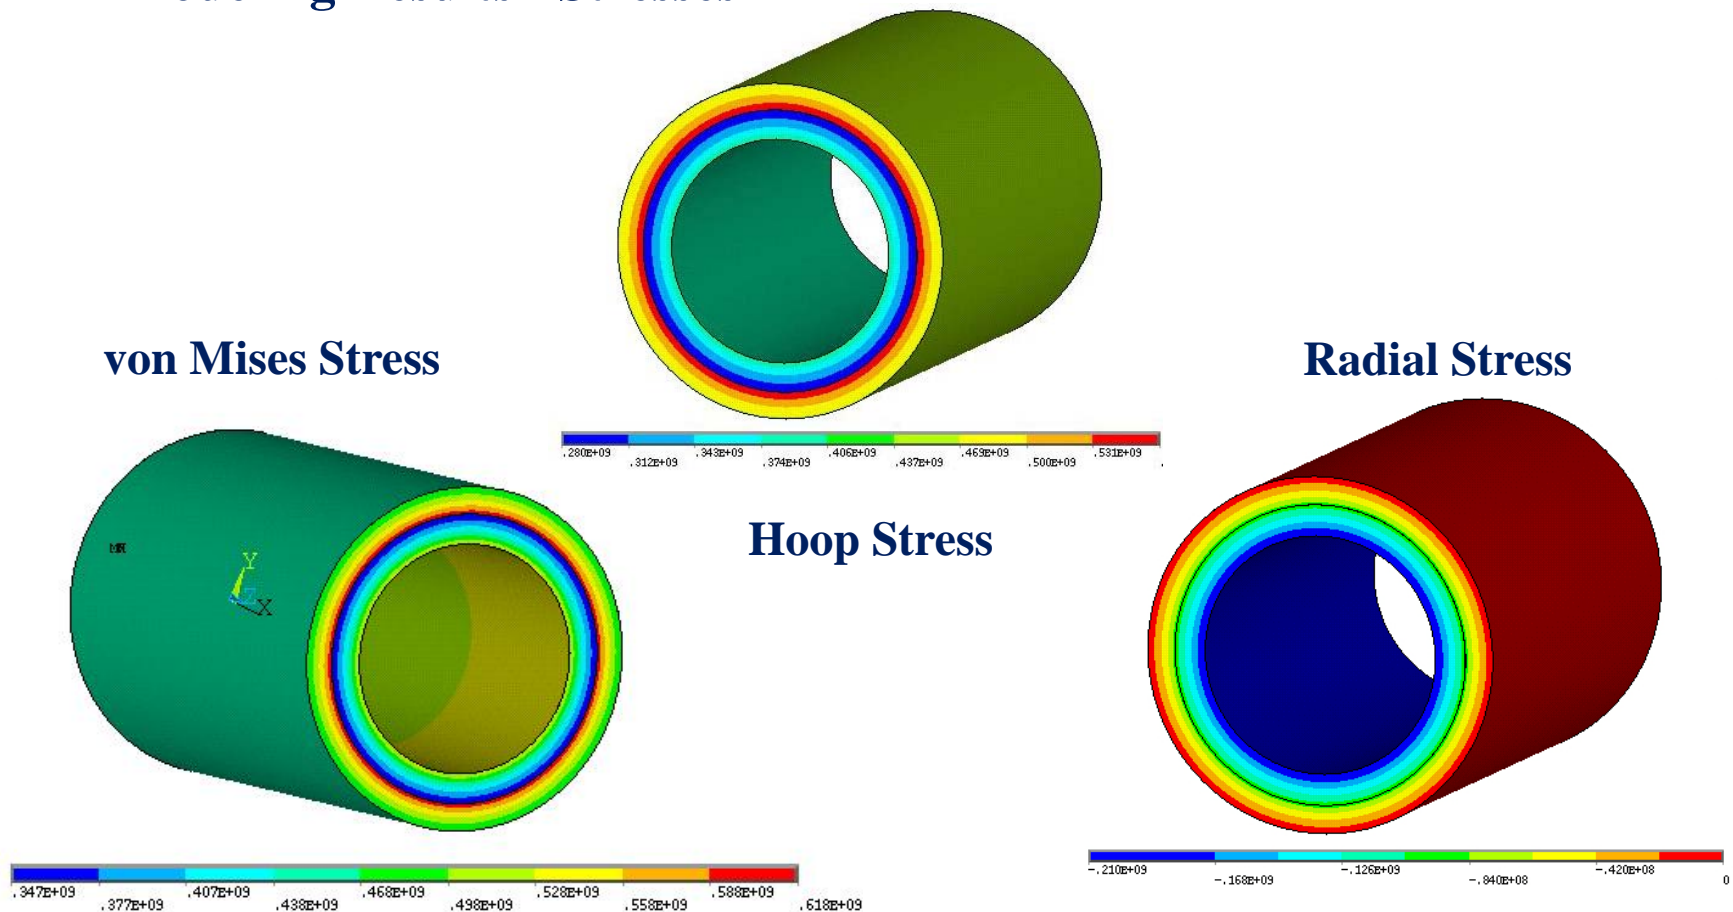 Stresses
von Mises Stress
Radial Stress
.280E+09 .343E+09 .406E+09 .469E+09 .531E+09
.312E+09 .374E+09 .437E+09 .500E+09
Hoop Stress
MN
Y
Z
X
-.210E+09 -.126E+09 -.420E+08
-.168E+09 -.840E+08 0
.347E+09 .407E+09 .468E+09 .528E+09 .588E+09
.377E+09 .438E+09 .498E+09 .558E+09 .618E+09